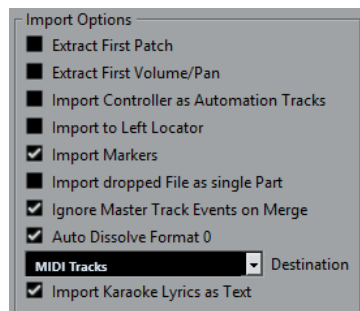 Import Options
Extract First Patch
Extract First Volume/Pan
Import Controller as Automation Tracks
Import to Left Locator
Import Markers
Import dropped File as single Part
Ignore Master Track Events on Merge
Auto Dissolve Format 0
MIDI Tracks Destination
Import Karaoke Lyrics as Text